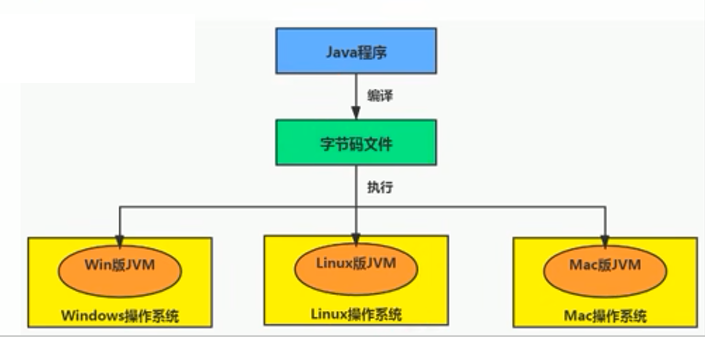 Java程序
编译
字节码文件
执行
Win版JVM
Linux版JVM
Mac版JVM
Windows操作系统
Linux操作系统
Mac操作系统